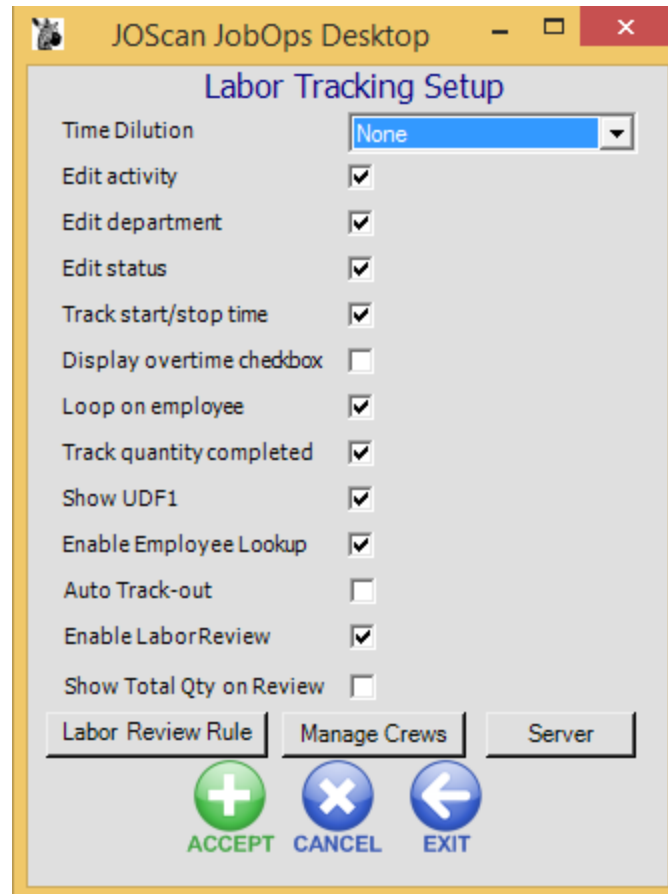 JOScan JobOps Desktop
Labor Tracking Setup
Time Dilution None
Edit activity
Edit department
Edit status
Track start/stop time
Display overtime checkbox
Loop on employee
Track quantity completed
Show UDF1
Enable Employee Lookup
Auto Track-out
Enable Labor Review
Show Total Qty on Review
Labor Review Rule Manage Crews Server
ACCEPT CANCEL EXIT